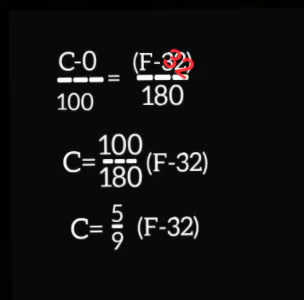 C-0/100 = (F-32)/180
C= 100/180 (F-32)
C= 5/9 (F-32)